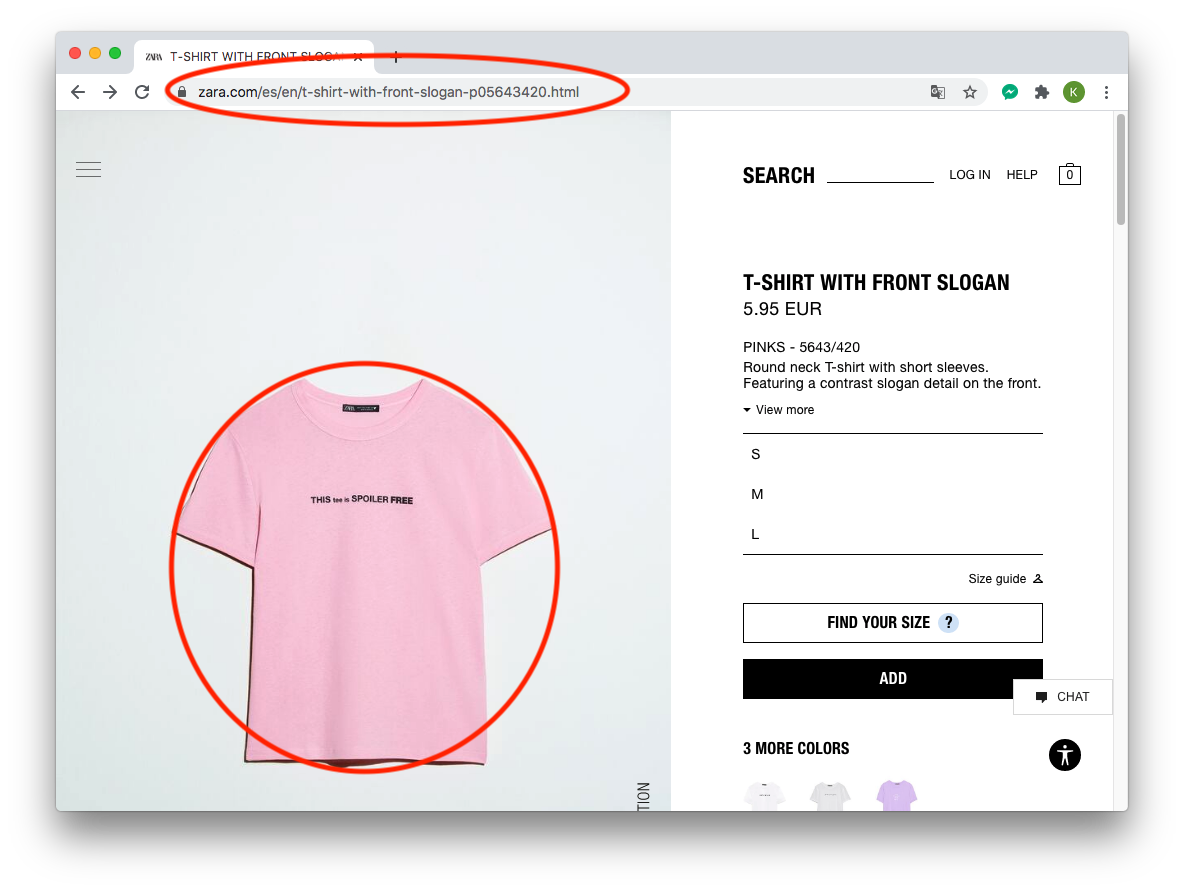 ZARA T-SHIRT WITH FRONT SLOGAN
zara.com/es/en/t-shirt-with-front-slogan-p05643420.html
K
SEARCH LOG IN HELP 0
T-SHIRT WITH FRONT SLOGAN
5.95 EUR
PINKS - 5643/420
Round neck T-shirt with short sleeves.
Featuring a contrast slogan detail on the front.
View more
ZARA
THIS tee is SPOILER FREE
S
M
L
Size guide
FIND YOUR SIZE ?
ADD
CHAT
3 MORE COLORS
TION